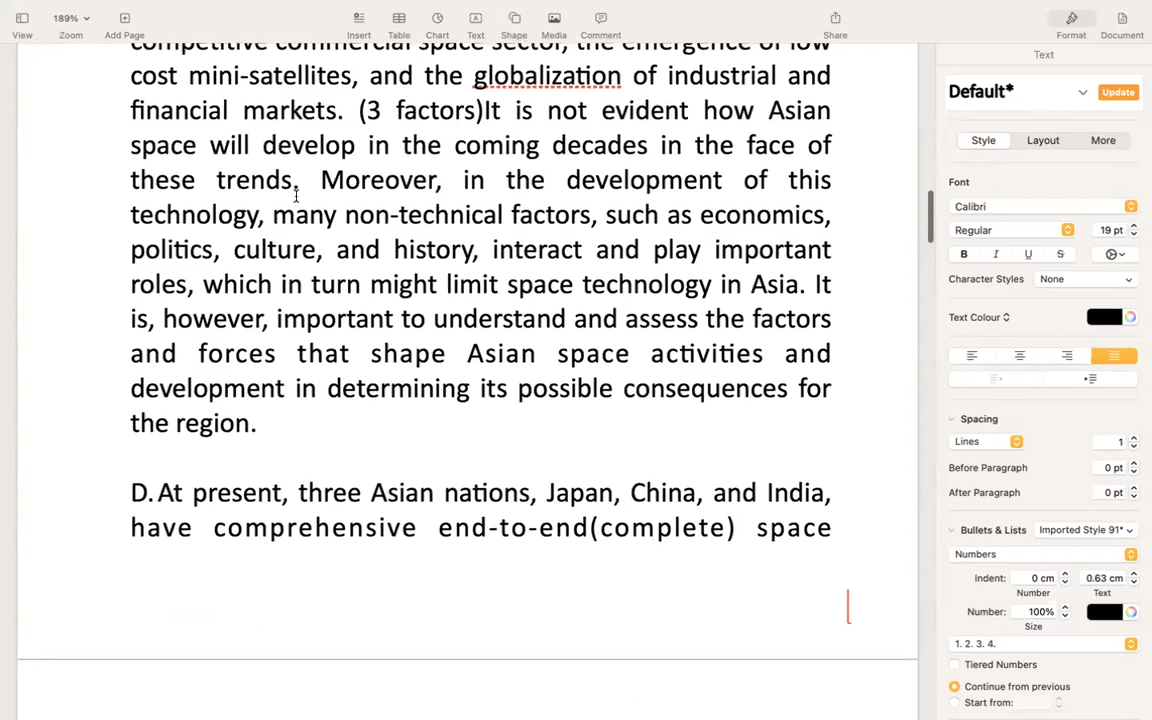 189%
View
Zoom
Add Page
Insert
Table
Chart
Text
Shape
Media
Comment
Share
Format
Document
competitive commercial space sector, the emergence of low
cost mini-satellites, and the globalization of industrial and
financial markets. (3 factors)It is not evident how Asian
space will develop in the coming decades in the face of
these trends. Moreover, in the development of this
technology, many non-technical factors, such as economics,
politics, culture, and history, interact and play important
roles, which in turn might limit space technology in Asia. It
is, however, important to understand and assess the factors
and forces that shape Asian space activities and
development in determining its possible consequences for
the region.
D.At present, three Asian nations, Japan, China, and India,
have comprehensive end-to-end(complete) space
Text
Default*
Update
Style
Layout
More
Font
Calibri
Regular
19 pt
B I U S
Character Styles
None
Text Colour
Spacing
Lines
1
Before Paragraph
0 pt
After Paragraph
0 pt
Bullets & Lists
Imported Style 91*
Numbers
Indent:
0 cm
0.63 cm
Number
Text
Number:
100%
Size
1. 2. 3. 4.
Tiered Numbers
Continue from previous
Start from: